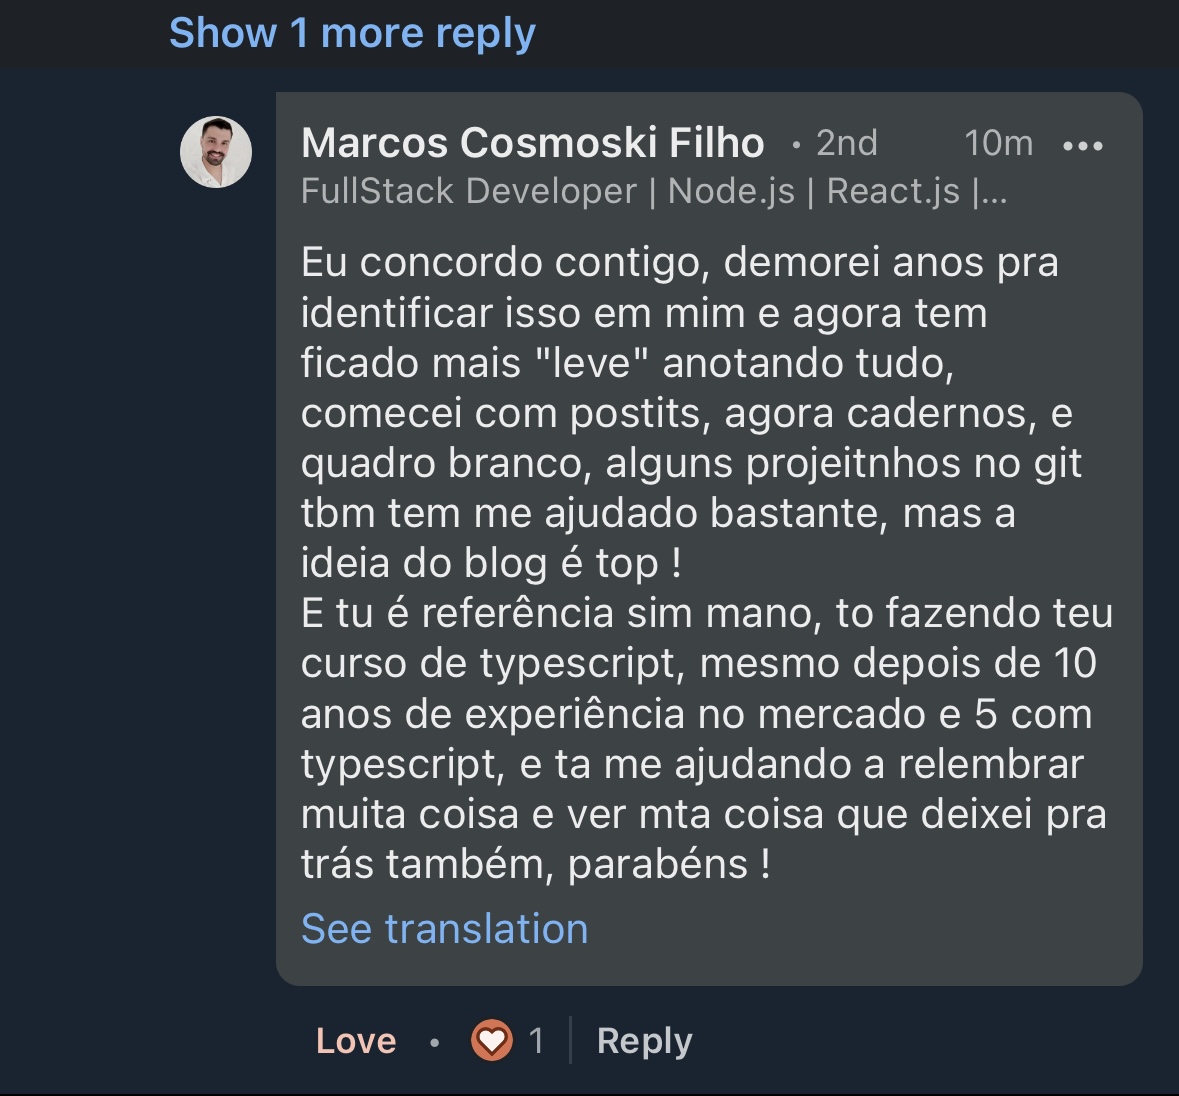 Show 1 more reply
Marcos Cosmoski Filho • 2nd 10m •••
FullStack Developer | Node.js | React.js |...
Eu concordo contigo, demorei anos pra
identificar isso em mim e agora tem
ficado mais "leve" anotando tudo,
comecei com postits, agora cadernos, e
quadro branco, alguns projeitnhos no git
tbm tem me ajudado bastante, mas a
ideia do blog é top !
E tu é referência sim mano, to fazendo teu
curso de typescript, mesmo depois de 10
anos de experiência no mercado e 5 com
typescript, e ta me ajudando a relembrar
muita coisa e ver mta coisa que deixei pra
trás também, parabéns !
See translation
Love • 1 | Reply